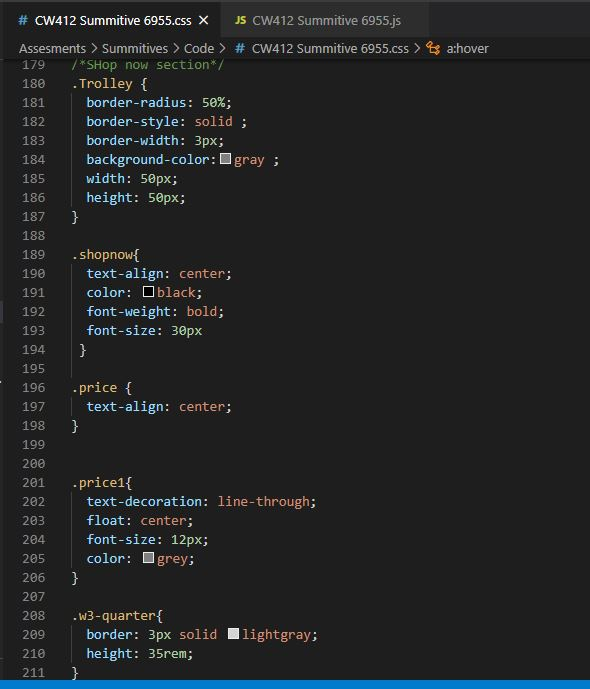 # CW412 Summitive 6955.css × JS CW412 Summitive 6955.js
Assesments > Summitives > Code > # CW412 Summitive 6955.css > a:hover
179 /*SHop now section*/
180 .Trolley {
181 border-radius: 50%;
182 border-style: solid ;
183 border-width: 3px;
184 background-color: gray ;
185 width: 50px;
186 height: 50px;
187 }
188
189 .shopnow{
190 text-align: center;
191 color: black;
192 font-weight: bold;
193 font-size: 30px
194 }
195
196 .price {
197 text-align: center;
198 }
199
200
201 .price1{
202 text-decoration: line-through;
203 float: center;
204 font-size: 12px;
205 color: grey;
206 }
207
208 .w3-quarter{
209 border: 3px solid lightgray;
210 height: 35rem;
211 }